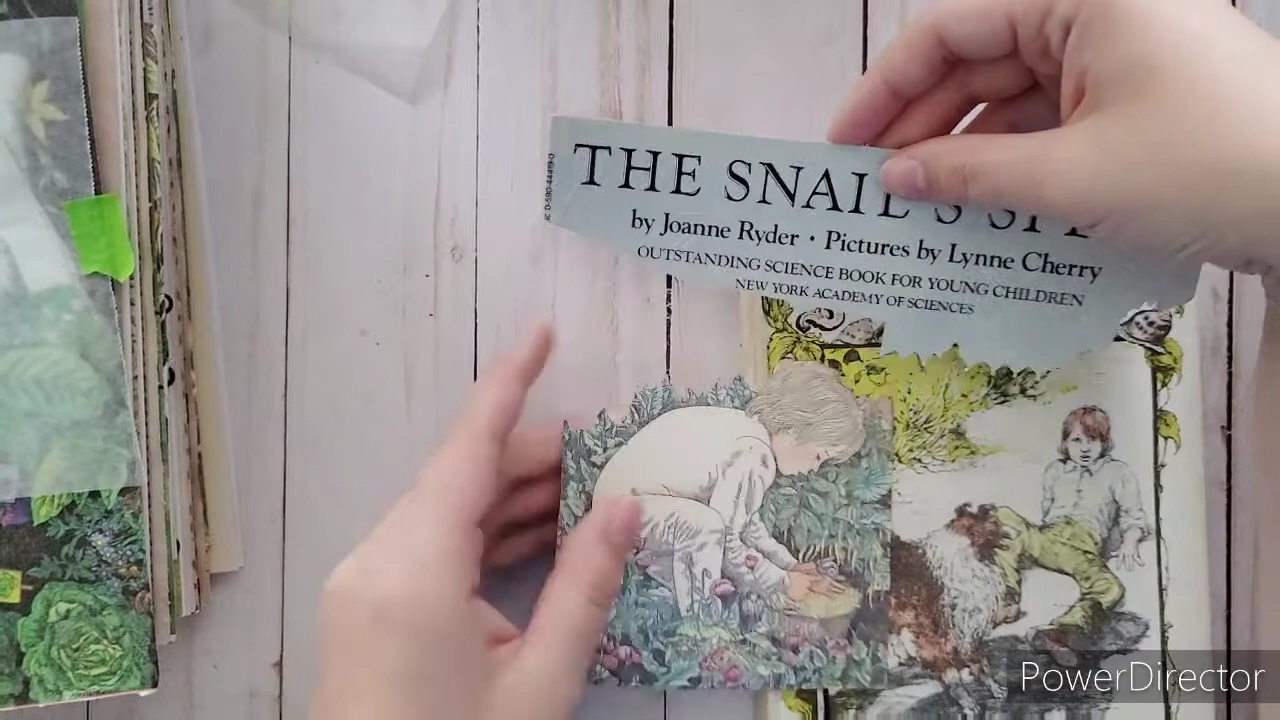 THE SNAIL'S
by Joanne Ryder • Pictures by Lynne Cherry
OUTSTANDING SCIENCE BOOK FOR YOUNG CHILDREN
NEW YORK ACADEMY OF SCIENCES
PowerDirector